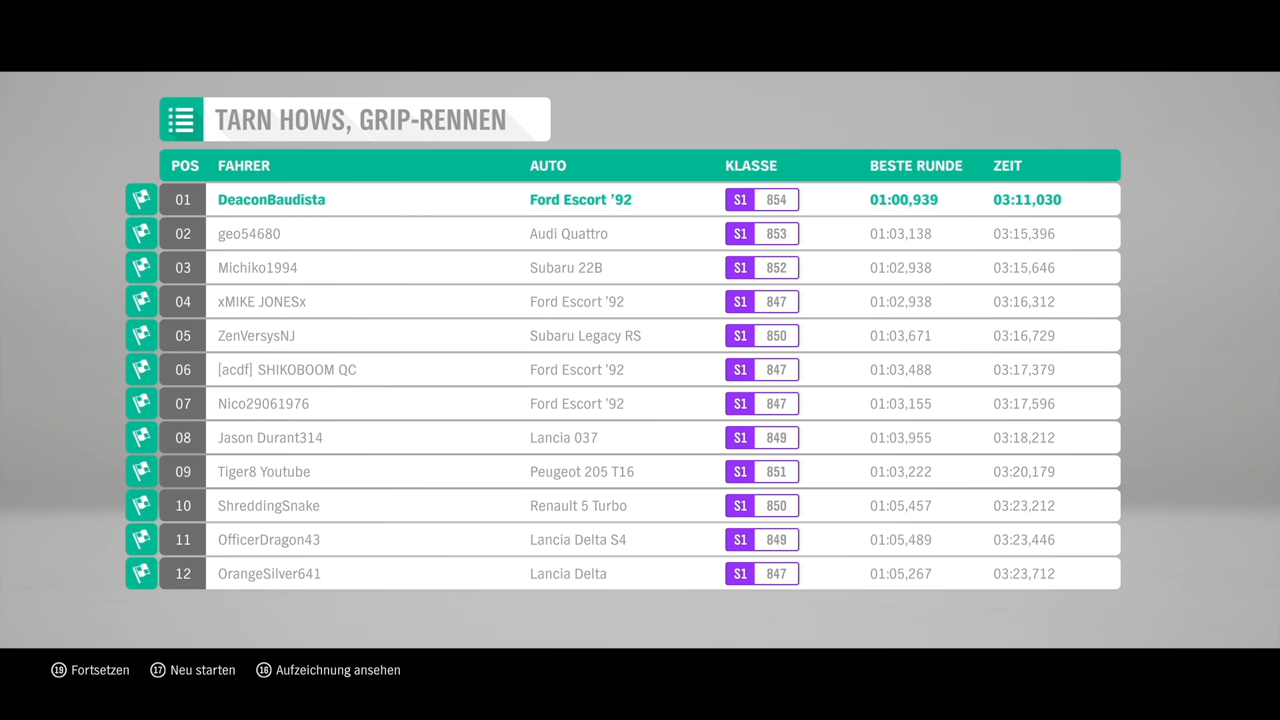 TARN HOWS, GRIP-RENNEN
POS FAHRER AUTO KLASSE BESTE RUNDE ZEIT
01 DeaconBaudista Ford Escort ’92 S1 854 01:00,939 03:11,030
02 geo54680 Audi Quattro S1 853 01:03,138 03:15,396
03 Michiko1994 Subaru 22B S1 852 01:02,938 03:15,646
04 xMIKE JONESx Ford Escort ’92 S1 847 01:02,938 03:16,312
05 ZenVersysNJ Subaru Legacy RS S1 850 01:03,671 03:16,729
06 [acdf] SHIKOBOOM QC Ford Escort ’92 S1 847 01:03,488 03:17,379
07 Nico29061976 Ford Escort ’92 S1 847 01:03,155 03:17,596
08 Jason Durant314 Lancia 037 S1 849 01:03,955 03:18,212
09 Tiger8 Youtube Peugeot 205 T16 S1 851 01:03,222 03:20,179
10 ShreddingSnake Renault 5 Turbo S1 850 01:05,457 03:23,212
11 OfficerDragon43 Lancia Delta S4 S1 849 01:05,489 03:23,446
12 OrangeSilver641 Lancia Delta S1 847 01:05,267 03:23,712
19 Fortsetzen 17 Neu starten 16 Aufzeichnung ansehen